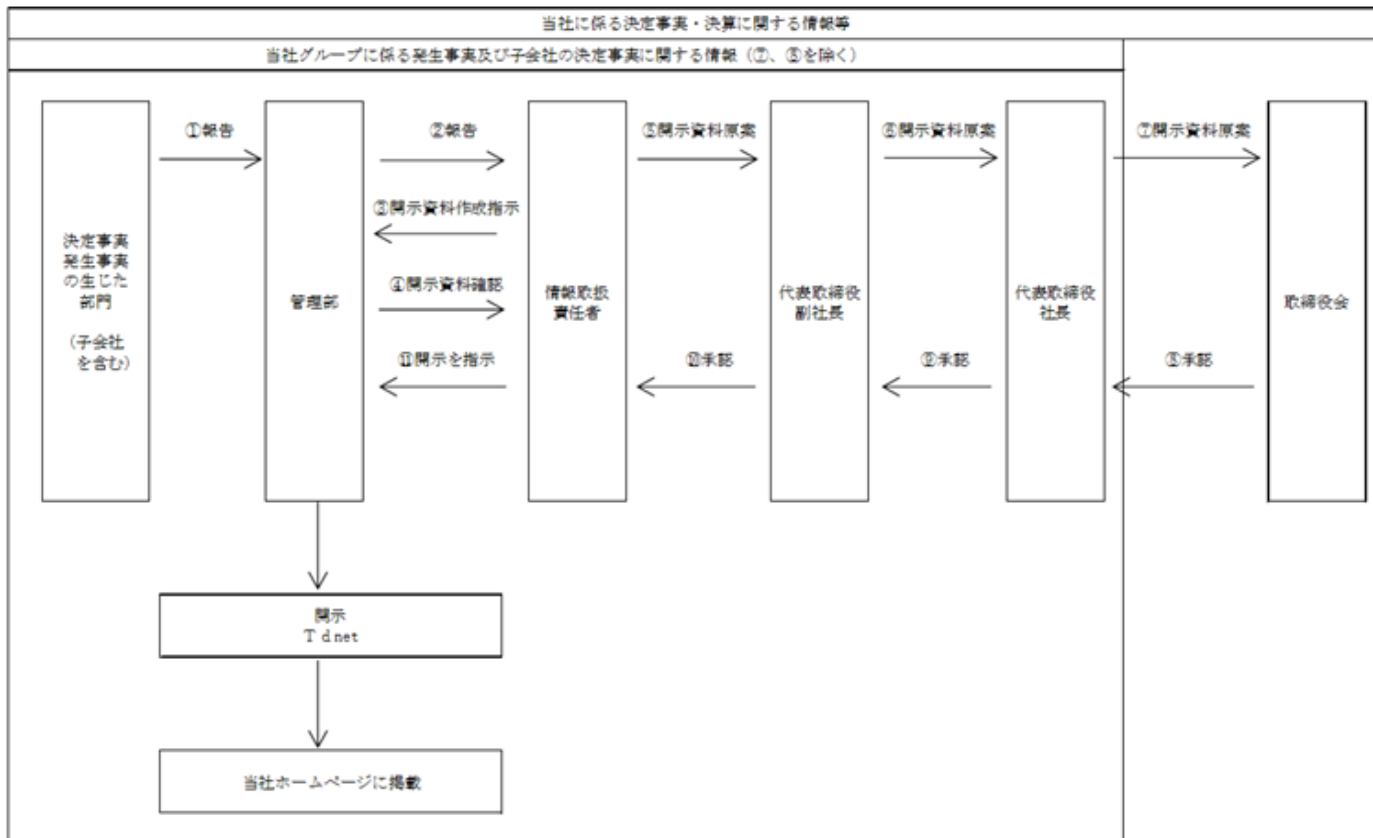 当社に係る決定事実・決算に関する情報等
当社グループに係る発生事実及び子会社の決定事実に関する情報（⑦、⑧を除く）
①報告
②報告
⑤開示資料原案
⑥開示資料原案
⑦開示資料原案
③開示資料作成指示
④開示資料確認
⑪開示を指示
⑩承認
⑨承認
⑧承認
決定事実
発生事実
の生じた
部門
（子会社
を含む）
管理部
情報取扱
責任者
代表取締役
副社長
代表取締役
社長
取締役会
開示
Ｔｄnet
当社ホームページに掲載